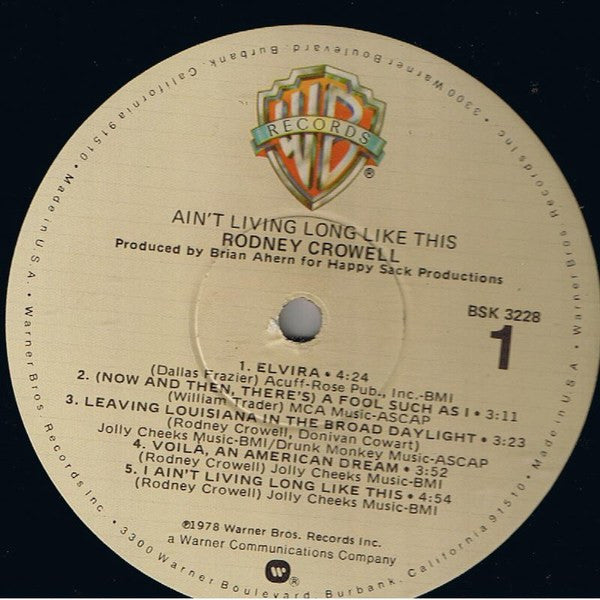 WB
RECORDS
®
AIN'T LIVING LONG LIKE THIS
RODNEY CROWELL
Produced by Brian Ahern for Happy Sack Productions
BSK 3228
1
1. ELVIRA • 4:24
(Dallas Frazier) Acuff-Rose Pub., Inc.-BMI
2. (NOW AND THEN, THERE'S) A FOOL SUCH AS I • 3:11
(William Trader) MCA Music-ASCAP
3. LEAVING LOUISIANA IN THE BROAD DAYLIGHT • 3:23
(Rodney Crowell, Donivan Cowart)
Jolly Cheeks Music-BMI/Drunk Monkey Music-ASCAP
4. VOILÁ, AN AMERICAN DREAM • 3:52
(Rodney Crowell) Jolly Cheeks Music-BMI
5. I AIN'T LIVING LONG LIKE THIS • 4:54
(Rodney Crowell) Jolly Cheeks Music-BMI
℗1978 Warner Bros. Records Inc.
a Warner Communications Company
W ®
Warner Bros. Records Inc. • 3300 Warner Boulevard, Burbank, California 91510 • Made in U.S.A. • Warner Bros. Records Inc. • 3300 Warner Boulevard, Burbank, California 91510 • Made in U.S.A. •